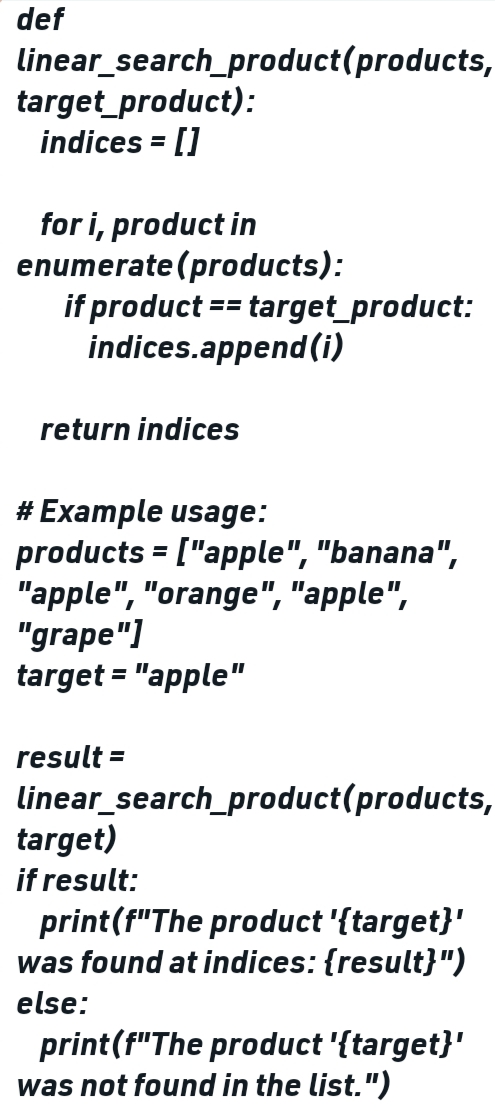 def
linear_search_product(products,
target_product):
   indices = []

   for i, product in
enumerate(products):
      if product == target_product:
         indices.append(i)

   return indices

# Example usage:
products = ["apple", "banana",
"apple", "orange", "apple",
"grape"]
target = "apple"

result =
linear_search_product(products,
target)
if result:
   print(f"The product '{target}'
was found at indices: {result}")
else:
   print(f"The product '{target}'
was not found in the list.")